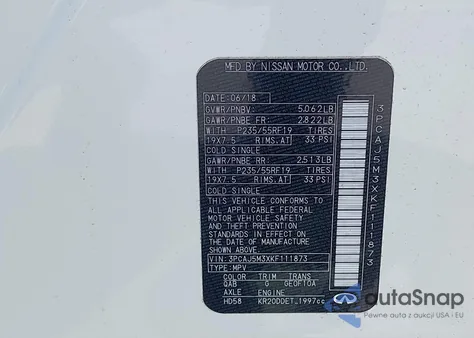 MFD BY NISSAN MOTOR CO.,LTD.
DATE:06/18
GVWR/PNBV: 5,062LB
GAWR/PNBE FR: 2,822LB
WITH P235/55RF19 TIRES
19X7.5 RIMS.AT 33 PSI
COLD SINGLE
GAWR/PNBE RR: 2,513LB
WITH P235/55RF19 TIRES
19X7.5 RIMS.AT 33 PSI
COLD SINGLE
THIS VEHICLE CONFORMS TO
ALL APPLICABLE FEDERAL
MOTOR VEHICLE SAFETY
AND THEFT PREVENTION
STANDARDS IN EFFECT ON
THE DATE OF MANUFACTURE
SHOWN ABOVE.
VIN: 3PCAJ5M3XKF111873
TYPE:MPV
COLOR TRIM TRANS
QAB G GE0F10A
AXLE ENGINE
HD58 KR20DDET 1997cc
3PCAJ5M3XKF111873
autaSnap
Pewne auta z USA i EU